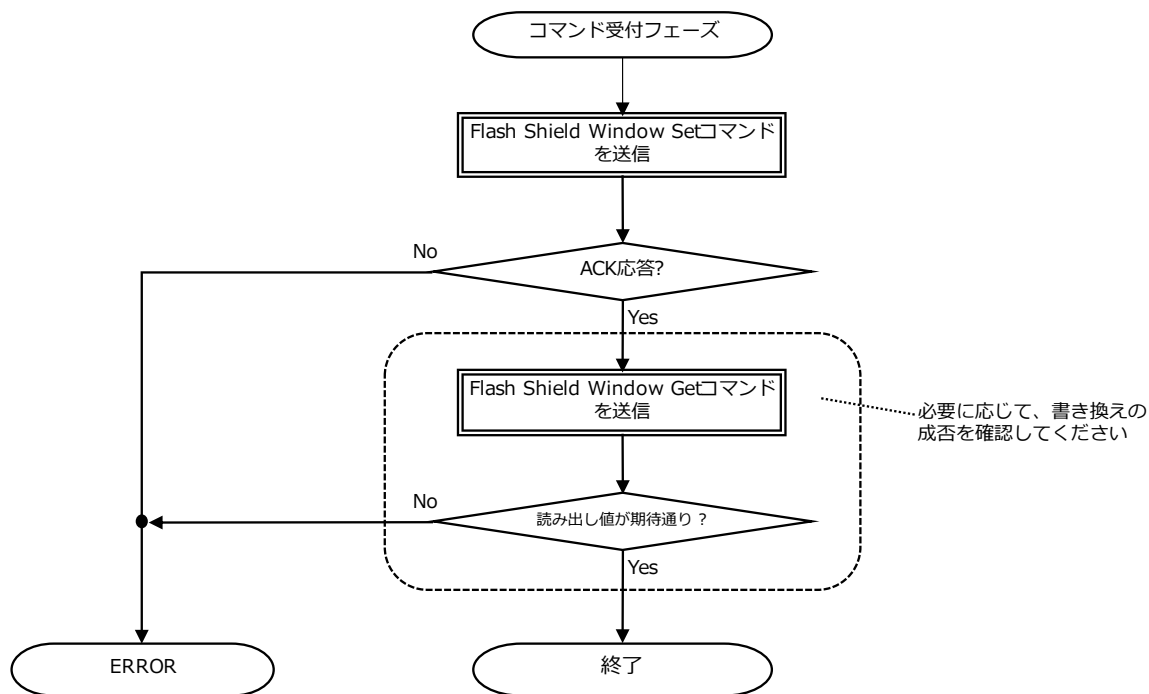 コマンド受付フェーズ
Flash Shield Window Setコマンド
を送信
No
ACK応答?
Yes
Flash Shield Window Getコマンド
を送信
必要に応じて、書き換えの
成否を確認してください
No
読み出し値が期待通り？
Yes
ERROR
終了